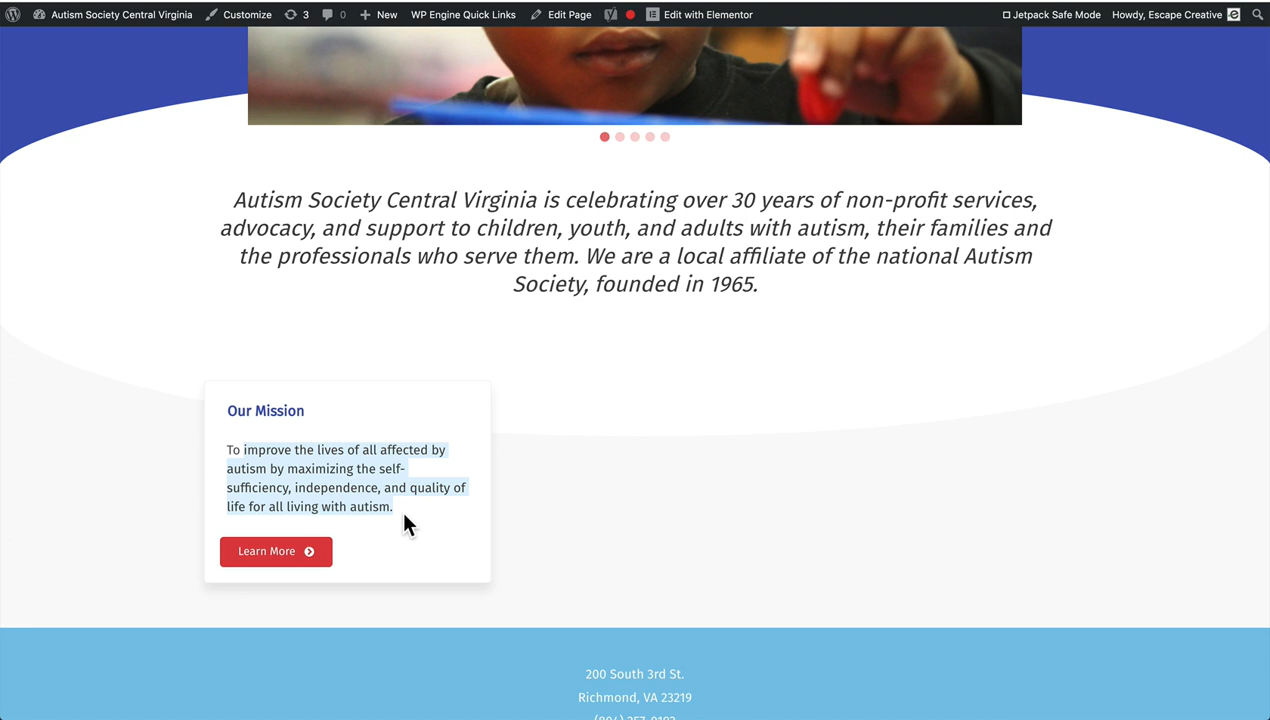 Autism Society Central Virginia Customize 3 0 New WP Engine Quick Links Edit Page Edit with Elementor Jetpack Safe Mode Howdy, Escape Creative
Autism Society Central Virginia is celebrating over 30 years of non-profit services,
advocacy, and support to children, youth, and adults with autism, their families and
the professionals who serve them. We are a local affiliate of the national Autism
Society, founded in 1965.
Our Mission
To improve the lives of all affected by
autism by maximizing the self-
sufficiency, independence, and quality of
life for all living with autism.
Learn More
200 South 3rd St.
Richmond, VA 23219